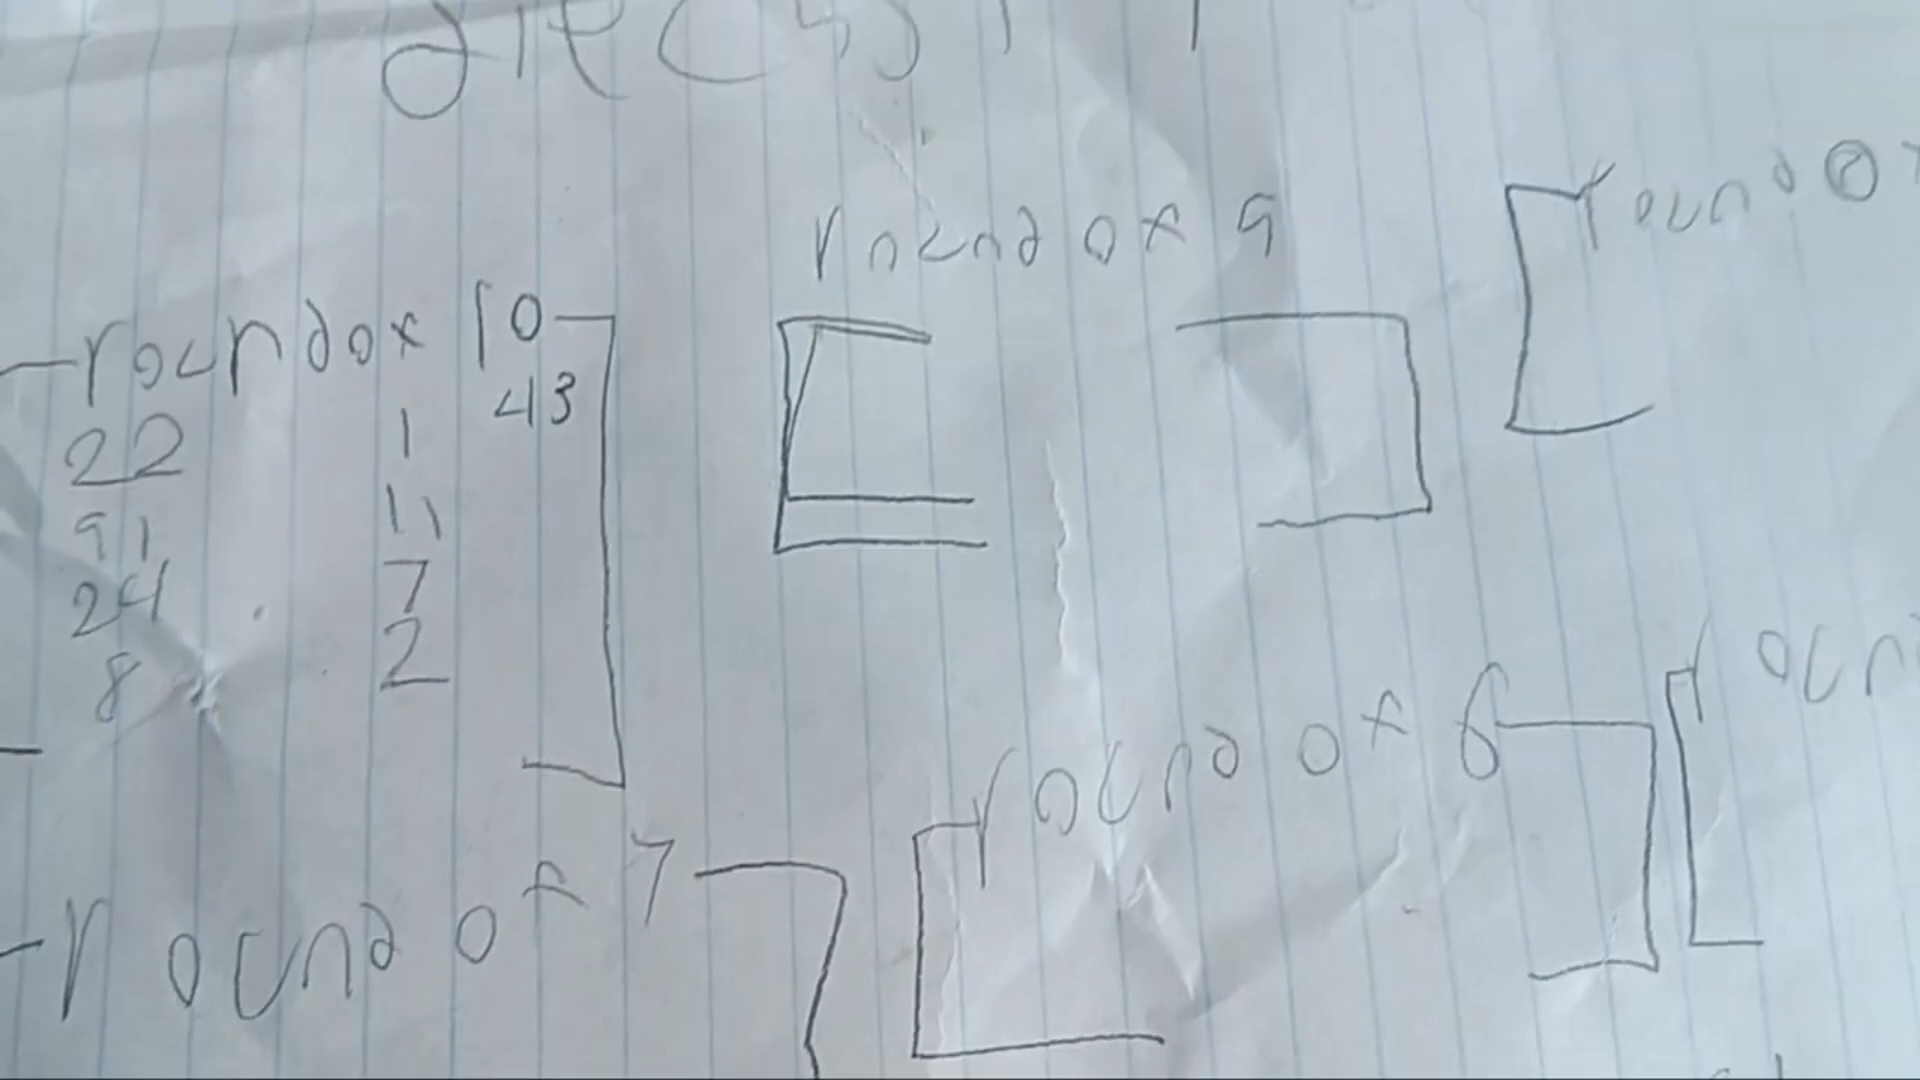 round of 10
43
22 1
91 11
24 7
8 2
round of 9
round
round of 7
round of 6